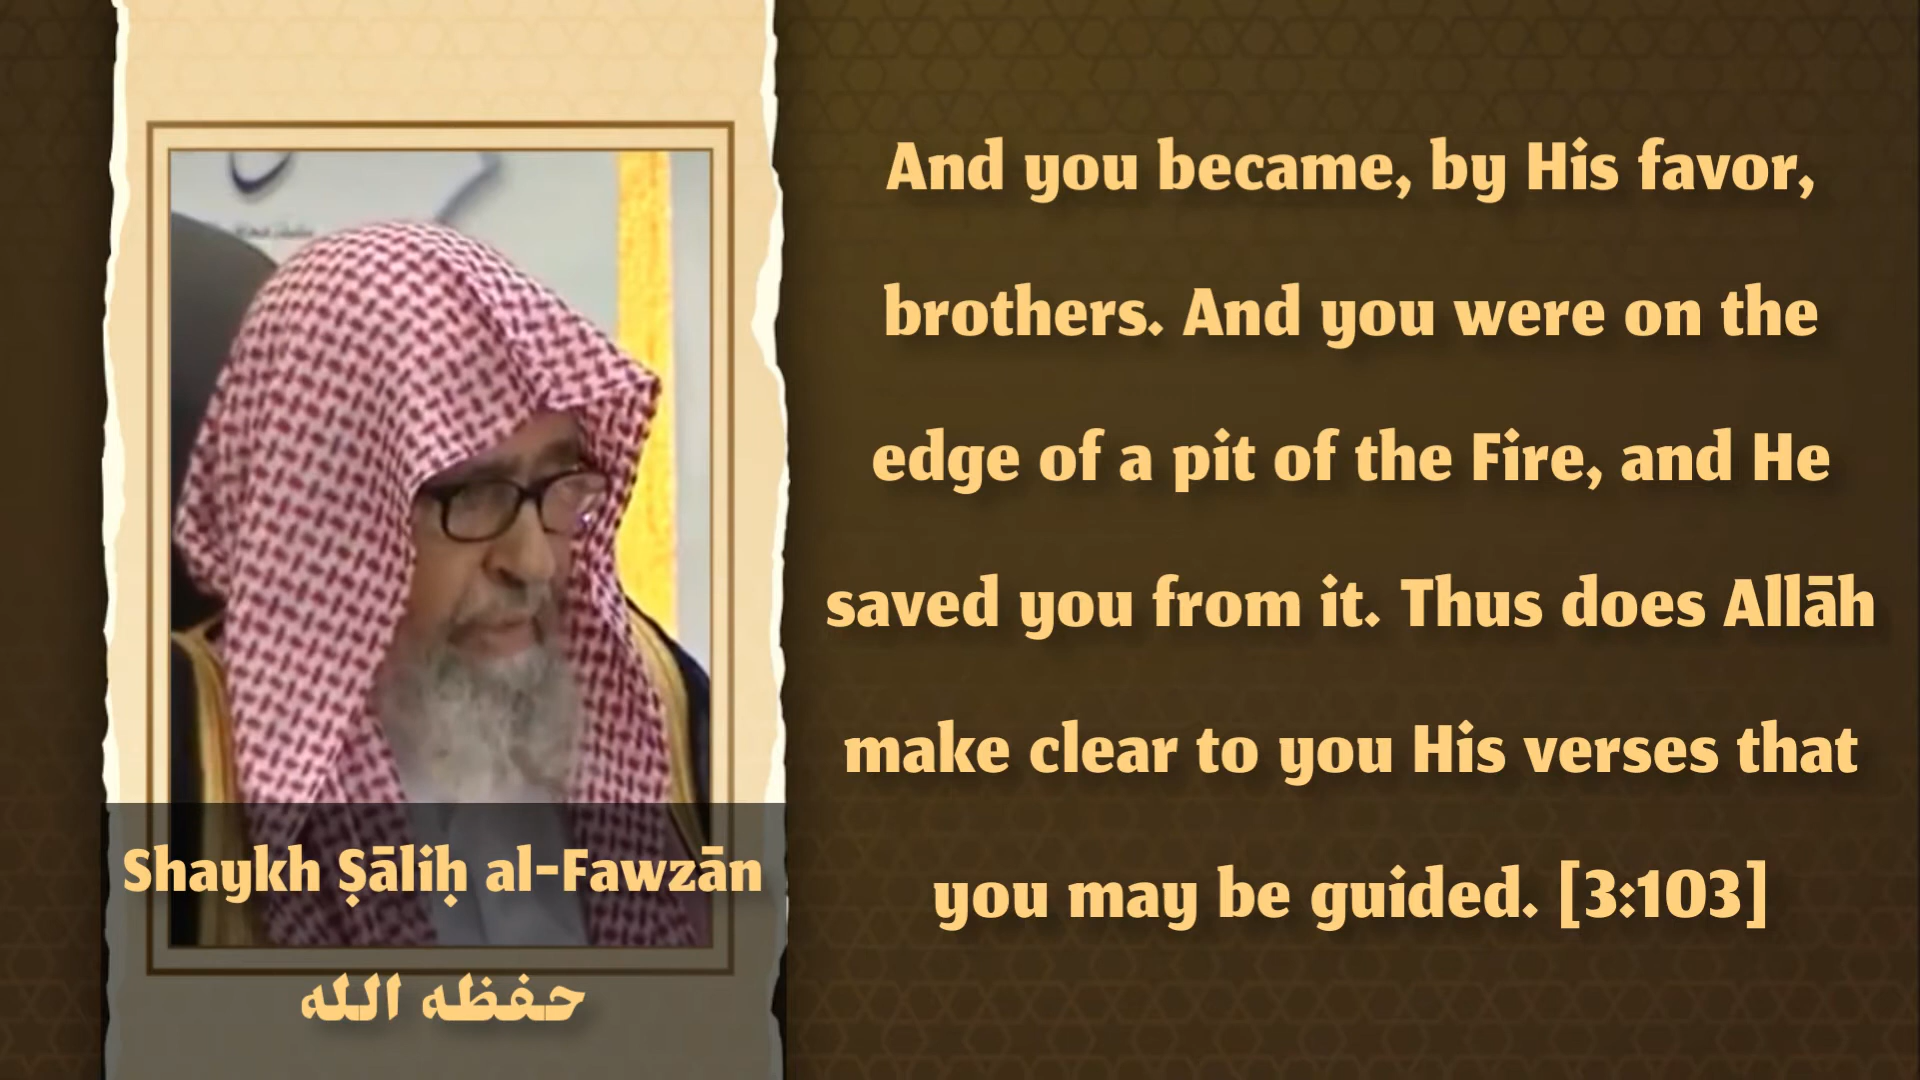 And you became, by His favor,
brothers. And you were on the
edge of a pit of the Fire, and He
saved you from it. Thus does Allāh
make clear to you His verses that
you may be guided. [3:103]
Shaykh Ṣāliḥ al-Fawzān
حفظه الله